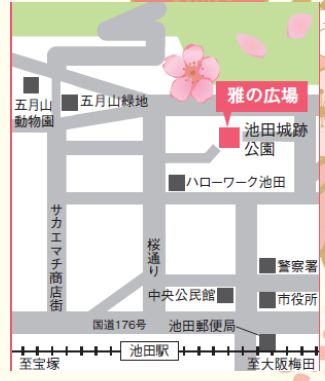 雅の広場
五月山
動物園
五月山緑地
池田城跡
公園
ハローワーク池田
サカエマチ商店街
桜通り
警察署
中央公民館
市役所
国道176号
池田郵便局
池田駅
至宝塚
至大阪梅田